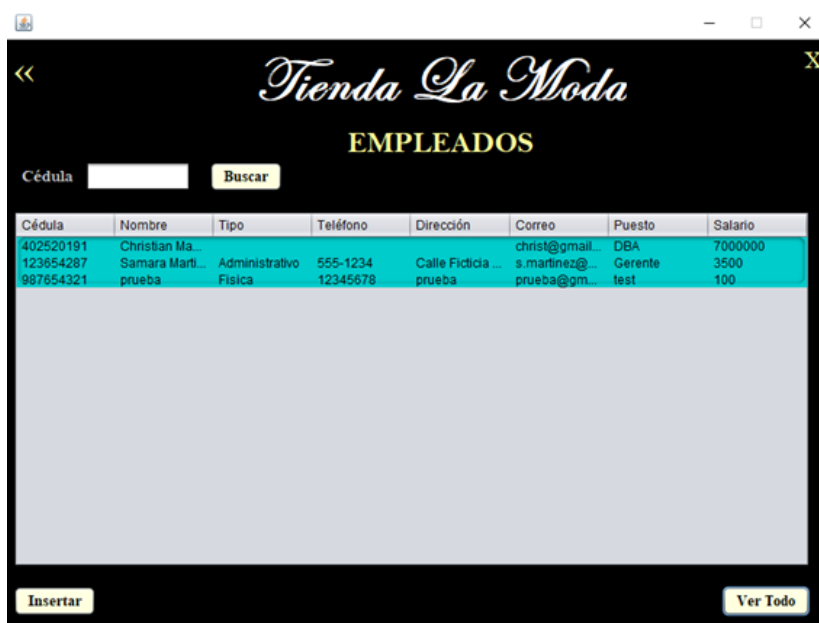 << Tienda La Moda X
EMPLEADOS
Cédula Buscar
Cédula Nombre Tipo Teléfono Dirección Correo Puesto Salario
402520191 Christian Ma... christ@gmail... DBA 7000000
123654287 Samara Marti... Administrativo 555-1234 Calle Ficticia ... s.martinez@... Gerente 3500
987654321 prueba Fisica 12345678 prueba prueba@gm... test 100
Insertar Ver Todo